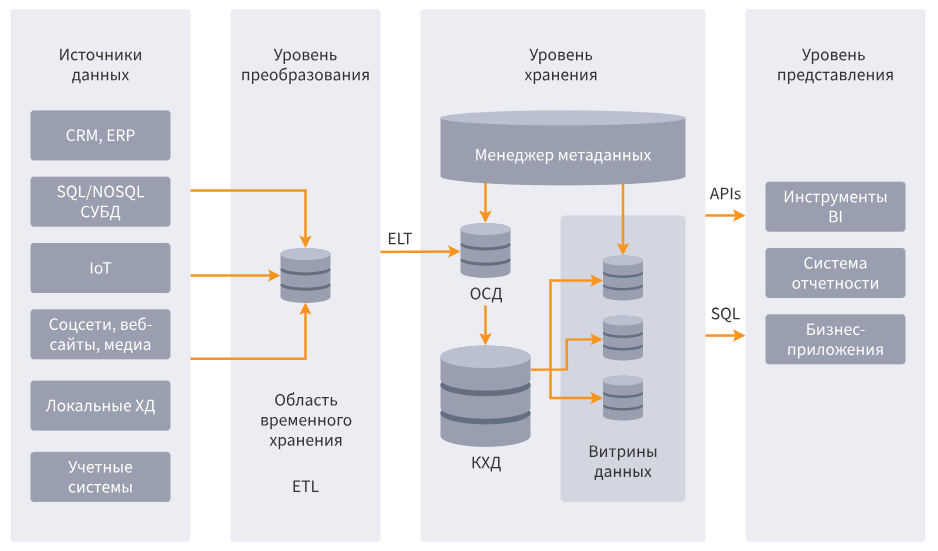 Источники
данных
CRM, ERP
SQL/NOSQL
СУБД
IoT
Соцсети, веб-
сайты, медиа
Локальные ХД
Учетные
системы
Уровень
преобразования
Область
временного
хранения
ETL
ELT
Уровень
хранения
Менеджер метаданных
ОСД
КХД
Витрины
данных
APIs
SQL
Уровень
представления
Инструменты
BI
Система
отчетности
Бизнес-
приложения